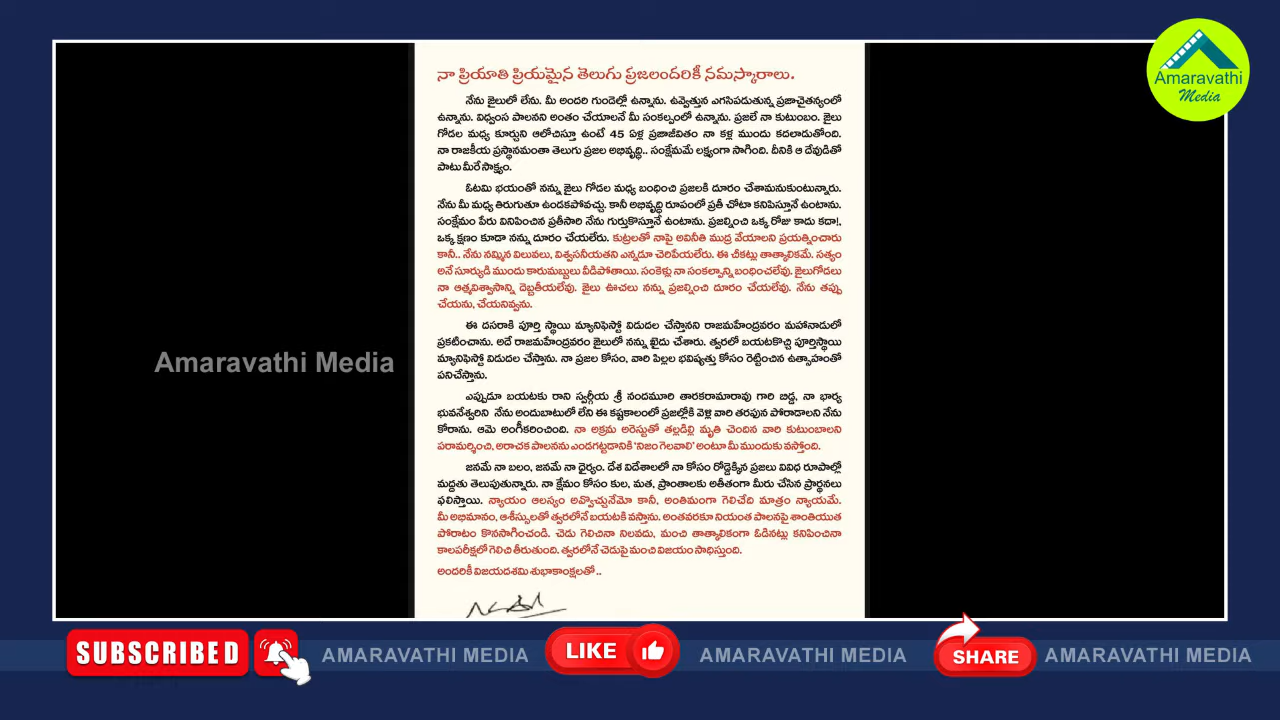 Amaravathi
Media
నా ప్రియాతి ప్రియమైన తెలుగు ప్రజలందరికీ నమస్కారాలు.
నేను జైలులో లేను. మీ అందరి గుండెల్లో ఉన్నాను. ఉవ్వెత్తున ఎగసిపడుతున్న ప్రజాచైతన్యంలో
ఉన్నాను. విధ్వంస పాలనని అంతం చేయాలనే మీ సంకల్పంలో ఉన్నాను. ప్రజలే నా కుటుంబం. జైలు
గోడల మధ్య కూర్చుని ఆలోచిస్తూ ఉంటే 45 ఏళ్ల ప్రజాజీవితం నా కళ్ల ముందు కదలాడుతోంది.
నా రాజకీయ ప్రస్థానమంతా తెలుగు ప్రజల అభివృద్ధి.. సంక్షేమమే లక్ష్యంగా సాగింది. దీనికి ఆ దేవుడితో
పాటు మీరే సాక్ష్యం.
ఓటమి భయంతో నన్ను జైలు గోడల మధ్య బంధించి ప్రజలకి దూరం చేశామనుకుంటున్నారు.
నేను మీ మధ్య తిరుగుతూ ఉండకపోవచ్చు. కానీ అభివృద్ధి రూపంలో ప్రతీ చోటా కనిపిస్తూనే ఉంటాను.
సంక్షేమం పేరు వినిపించిన ప్రతీసారి నేను గుర్తుకొస్తూనే ఉంటాను. ప్రజల్నించి ఒక్క రోజు కాదు కదా!,
ఒక్క క్షణం కూడా నన్ను దూరం చేయలేరు. కుట్రలతో నాపై అవినీతి ముద్ర వేయాలని ప్రయత్నించారు
కానీ.. నేను నమ్మిన విలువలు, విశ్వసనీయతని ఎన్నడూ చెరిపేయలేరు. ఈ చీకట్లు తాత్కాలికమే. సత్యం
అనే సూర్యుడి ముందు కారుమబ్బులు వీడిపోతాయి. సంకెళ్లు నా సంకల్పాన్ని బంధించలేవు. జైలుగోడలు
నా ఆత్మవిశ్వాసాన్ని దెబ్బతీయలేవు. జైలు ఊచలు నన్ను ప్రజల్నించి దూరం చేయలేవు. నేను తప్పు
చేయను, చేయనివ్వను.
ఈ దసరాకి పూర్తి స్థాయి మ్యానిఫెస్టో విడుదల చేస్తానని రాజమహేంద్రవరం మహానాడులో
ప్రకటించాను. అదే రాజమహేంద్రవరం జైలులో నన్ను ఖైదు చేశారు. త్వరలో బయటకొచ్చి పూర్తిస్థాయి
మ్యానిఫెస్టో విడుదల చేస్తాను. నా ప్రజల కోసం, వారి పిల్లల భవిష్యత్తు కోసం రెట్టించిన ఉత్సాహంతో
పనిచేస్తాను.
ఎప్పుడూ బయటకు రాని స్వర్గీయ శ్రీ నందమూరి తారకరామారావు గారి బిడ్డ, నా భార్య
భువనేశ్వరిని నేను అందుబాటులో లేని ఈ కష్టకాలంలో ప్రజల్లోకి వెళ్లి వారి తరఫున పోరాడాలని నేను
కోరాను. ఆమె అంగీకరించింది. నా అక్రమ అరెస్టుతో తల్లడిల్లి మృతి చెందిన వారి కుటుంబాలని
పరామర్శించి, అరాచక పాలనను ఎండగట్టడానికి 'నిజం గెలవాలి' అంటూ మీ ముందుకు వస్తోంది.
జనమే నా బలం, జనమే నా ధైర్యం. దేశ విదేశాలలో నా కోసం రోడ్డెక్కిన ప్రజలు వివిధ రూపాల్లో
మద్దతు తెలుపుతున్నారు. నా క్షేమం కోసం కుల, మత, ప్రాంతాలకు అతీతంగా మీరు చేసిన ప్రార్థనలు
ఫలిస్తాయి. న్యాయం ఆలస్యం అవ్వొచ్చునేమో కానీ, అంతిమంగా గెలిచేది మాత్రం న్యాయమే.
మీ అభిమానం, ఆశీస్సులతో త్వరలోనే బయటకి వస్తాను. అంతవరకూ నియంత పాలనపై శాంతియుత
పోరాటం కొనసాగించండి. చెడు గెలిచినా నిలవదు, మంచి తాత్కాలికంగా ఓడినట్లు కనిపించినా
కాలపరీక్షలో గెలిచి తీరుతుంది. త్వరలోనే చెడుపై మంచి విజయం సాధిస్తుంది.
అందరికీ విజయదశమి శుభాకాంక్షలతో..
Amaravathi Media
SUBSCRIBED
AMARAVATHI MEDIA
LIKE
AMARAVATHI MEDIA
SHARE
AMARAVATHI MEDIA